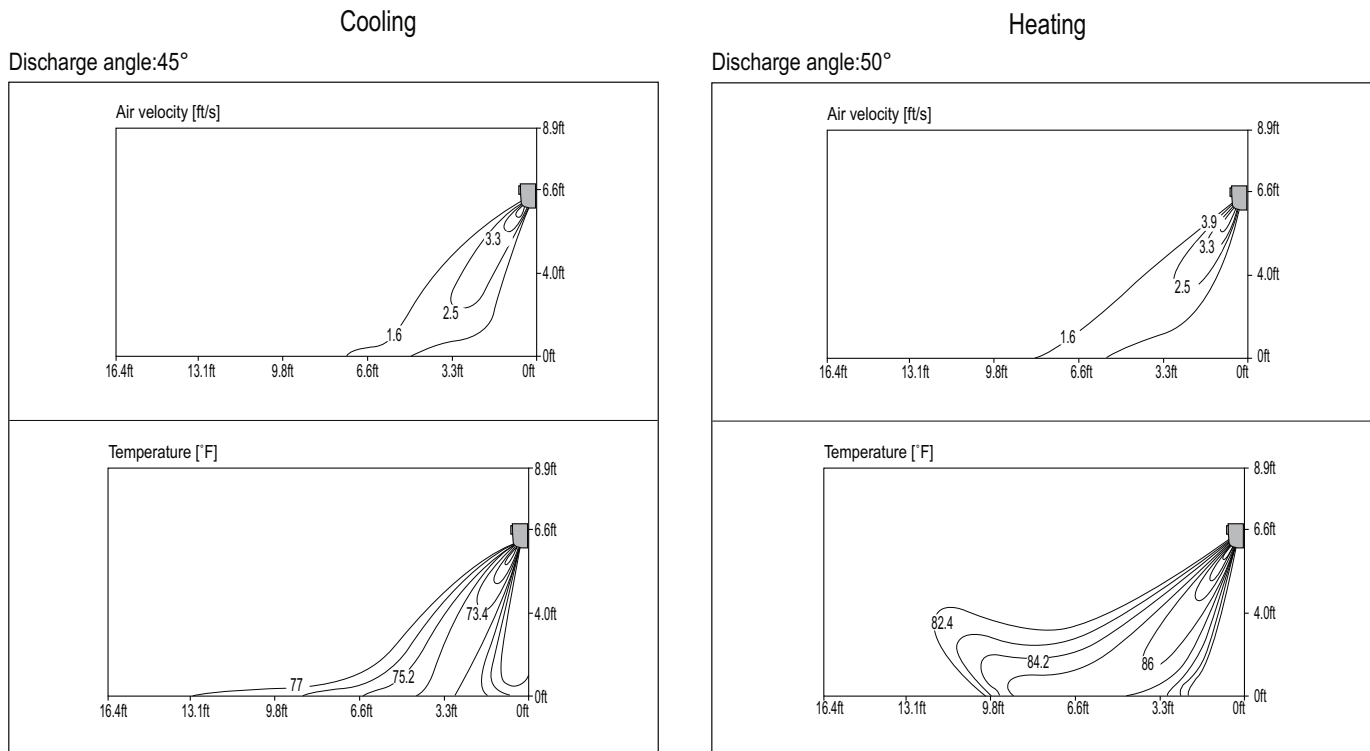 Cooling
Discharge angle:45°
Air velocity [ft/s]
8.9ft
6.6ft
3.3
4.0ft
2.5
1.6
0ft
16.4ft 13.1ft 9.8ft 6.6ft 3.3ft 0ft
Temperature [°F]
8.9ft
6.6ft
73.4
4.0ft
75.2
77
0ft
16.4ft 13.1ft 9.8ft 6.6ft 3.3ft 0ft
Heating
Discharge angle:50°
Air velocity [ft/s]
8.9ft
6.6ft
3.9
3.3
4.0ft
2.5
1.6
0ft
16.4ft 13.1ft 9.8ft 6.6ft 3.3ft 0ft
Temperature [°F]
8.9ft
6.6ft
4.0ft
82.4
84.2 86
0ft
16.4ft 13.1ft 9.8ft 6.6ft 3.3ft 0ft